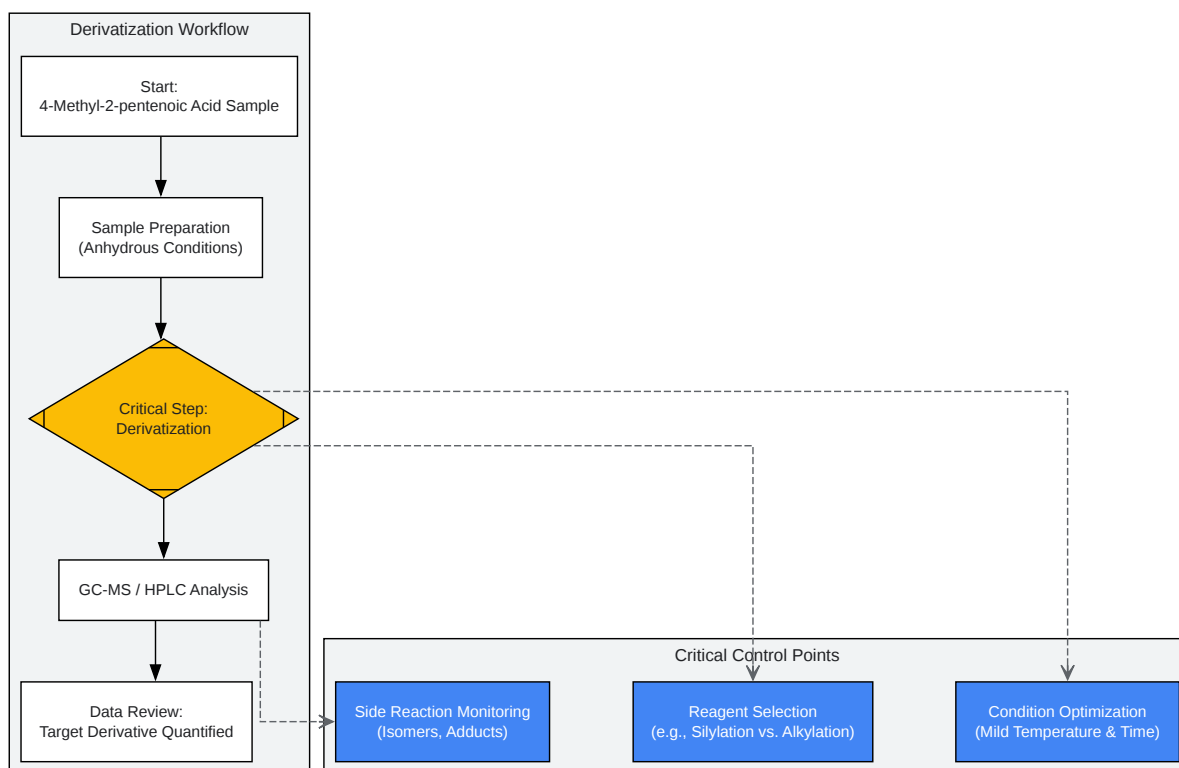 Derivatization Workflow
Start:
4-Methyl-2-pentenoic Acid Sample
Sample Preparation
(Anhydrous Conditions)
Critical Step:
Derivatization
GC-MS / HPLC Analysis
Data Review:
Target Derivative Quantified
Critical Control Points
Side Reaction Monitoring
(Isomers, Adducts)
Reagent Selection
(e.g., Silylation vs. Alkylation)
Condition Optimization
(Mild Temperature & Time)